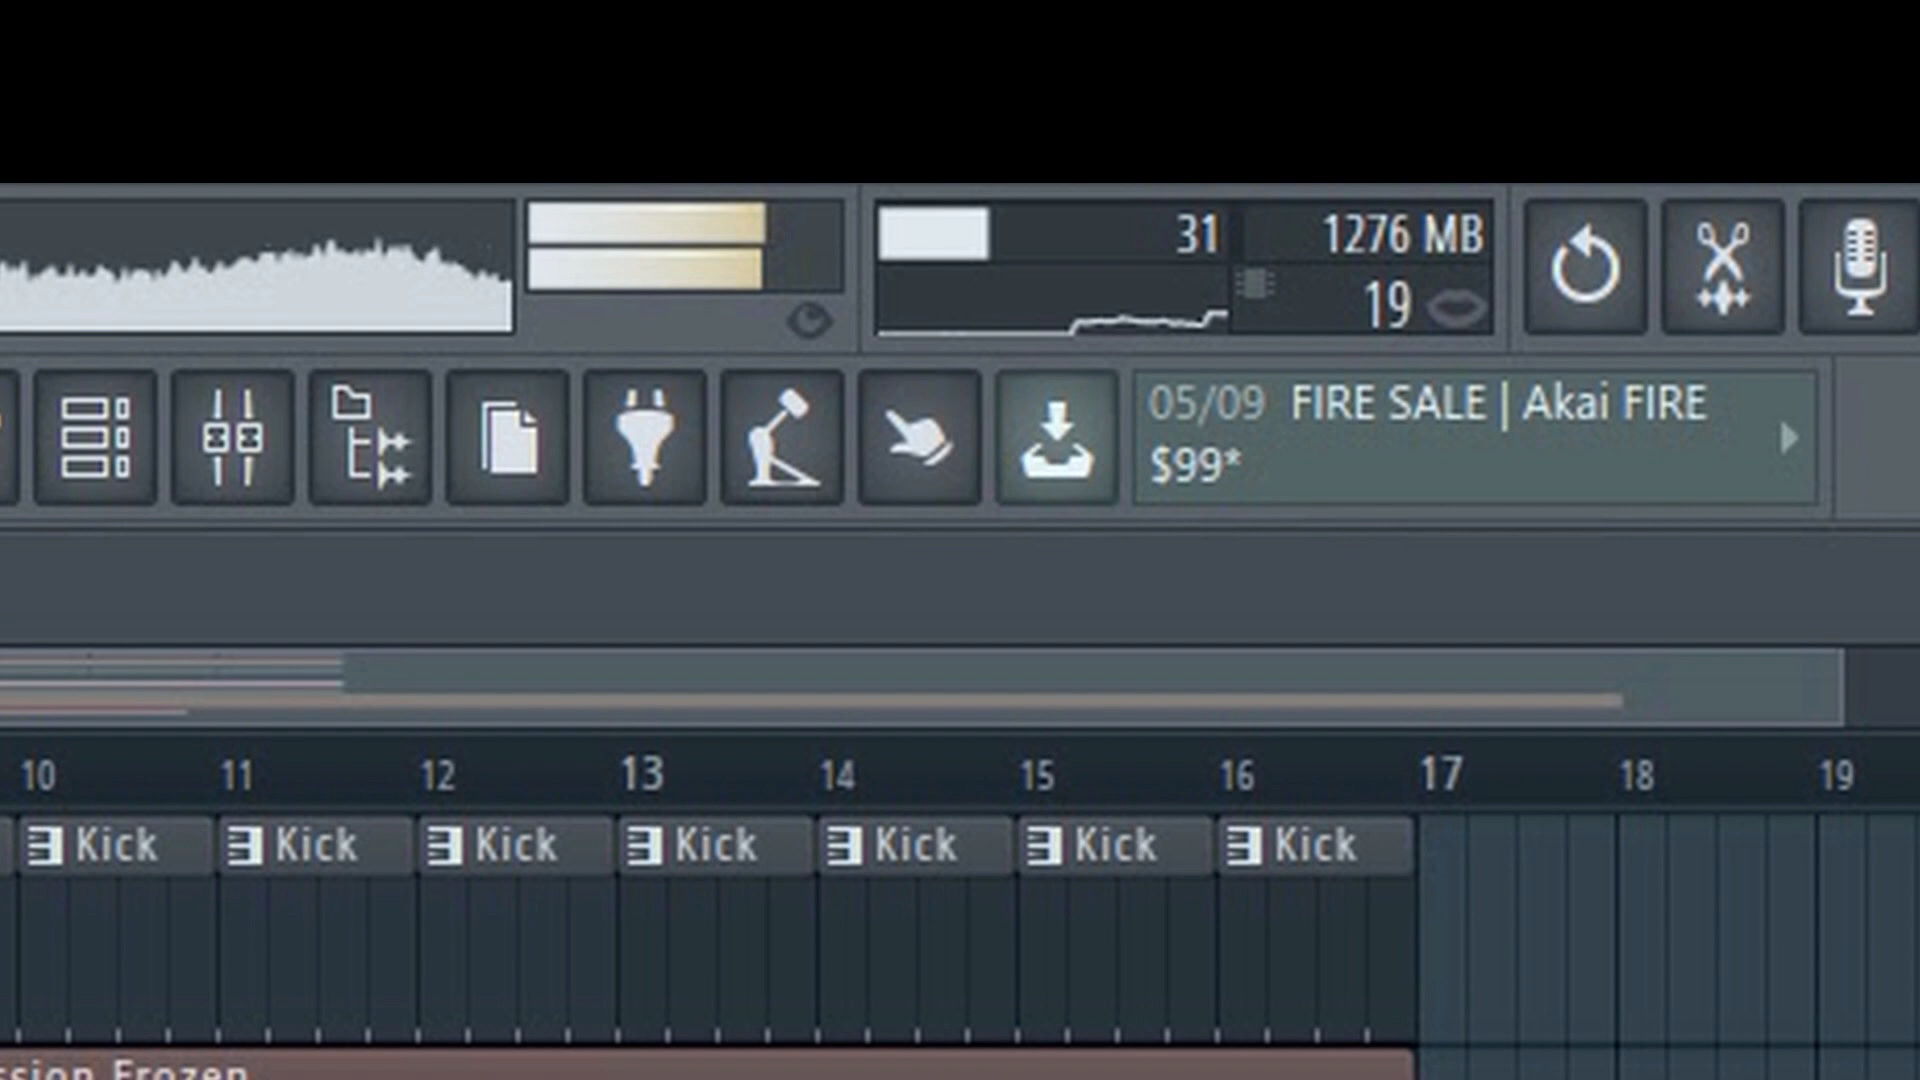 31 1276 MB
19
05/09 FIRE SALE | Akai FIRE
$99*
10 11 12 13 14 15 16 17 18 19
Kick Kick Kick Kick Kick Kick Kick
Frozen